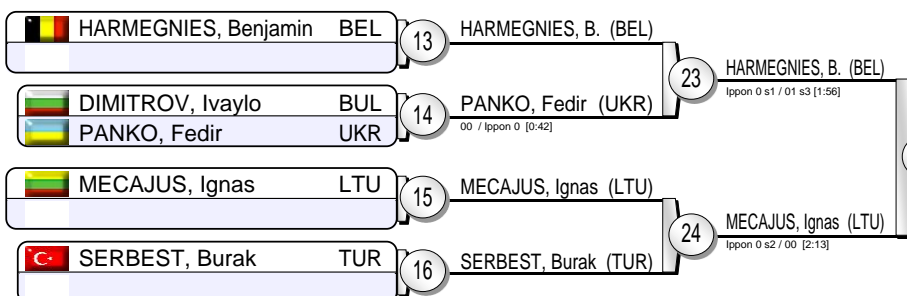 HARMEGNIES, Benjamin BEL
13
HARMEGNIES, B. (BEL)
DIMITROV, Ivaylo BUL
PANKO, Fedir UKR
14
PANKO, Fedir (UKR)
00 / Ippon 0 [0:42]
23
HARMEGNIES, B. (BEL)
Ippon 0 s1 / 01 s3 [1:56]
MECAJUS, Ignas LTU
15
MECAJUS, Ignas (LTU)
SERBEST, Burak TUR
16
SERBEST, Burak (TUR)
24
MECAJUS, Ignas (LTU)
Ippon 0 s2 / 00 [2:13]